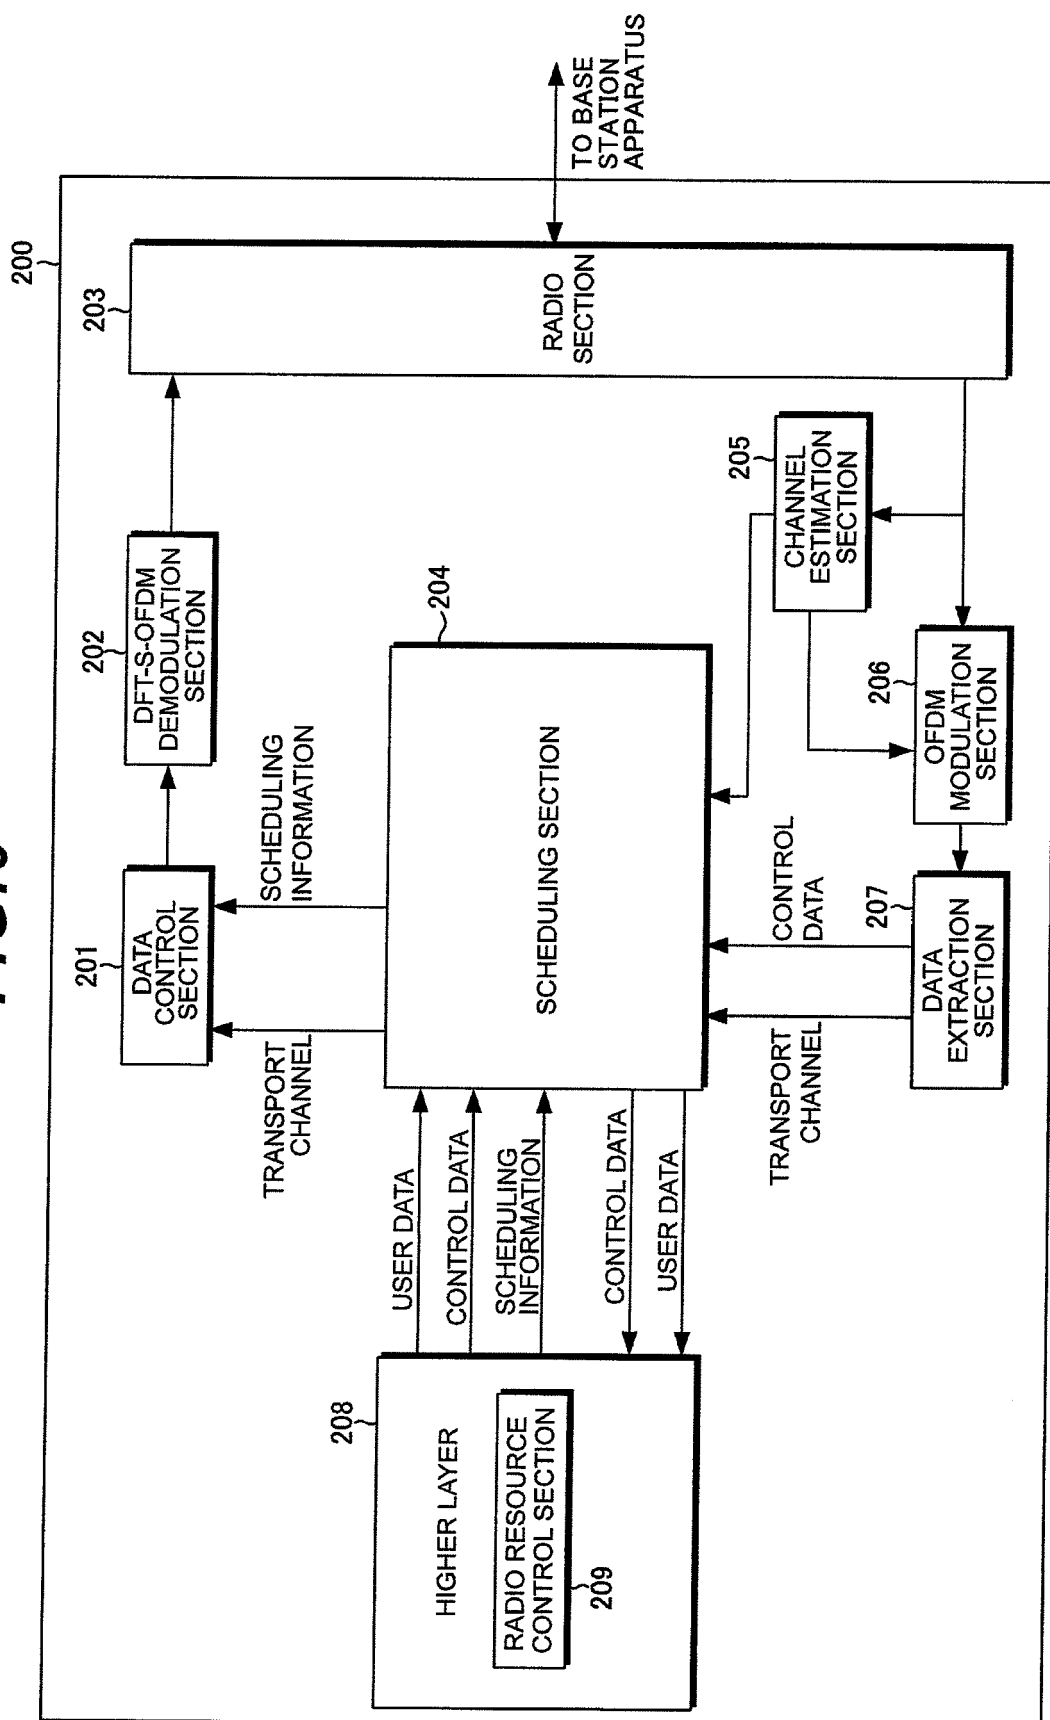 200
203
RADIO
SECTION
TO BASE
STATION
APPARATUS
202
DFT-S-OFDM
DEMODULATION
SECTION
201
DATA
CONTROL
SECTION
SCHEDULING
INFORMATION
TRANSPORT
CHANNEL
204
SCHEDULING SECTION
205
CHANNEL
ESTIMATION
SECTION
206
OFDM
MODULATION
SECTION
207
DATA
EXTRACTION
SECTION
CONTROL
DATA
TRANSPORT
CHANNEL
USER DATA
CONTROL DATA
SCHEDULING
INFORMATION
CONTROL DATA
USER DATA
208
HIGHER LAYER
RADIO RESOURCE
CONTROL SECTION
209